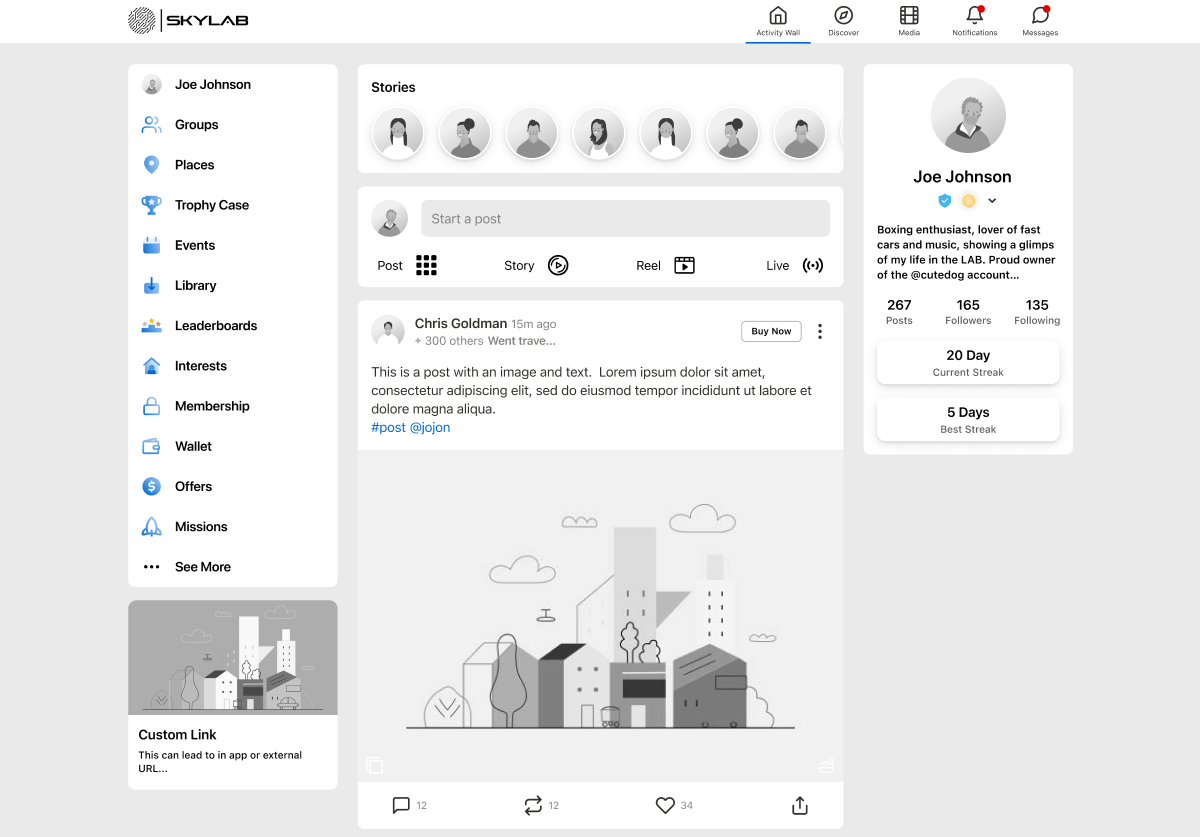 SKYLAB
Activity Wall
Discover
Media
Notifications
Messages
Joe Johnson
Groups
Places
Trophy Case
Events
Library
Leaderboards
Interests
Membership
Wallet
Offers
Missions
See More
Custom Link
This can lead to in app or external
URL...
Stories
Start a post
Post
Story
Reel
Live
Chris Goldman 15m ago
+ 300 others Went trave...
Buy Now
This is a post with an image and text.  Lorem ipsum dolor sit amet,
consectetur adipiscing elit, sed do eiusmod tempor incididunt ut labore et
dolore magna aliqua.
#post @jojon
12
12
34
Joe Johnson
Boxing enthusiast, lover of fast
cars and music, showing a glimps
of my life in the LAB. Proud owner
of the @cutedog account...
267
Posts
165
Followers
135
Following
20 Day
Current Streak
5 Days
Best Streak